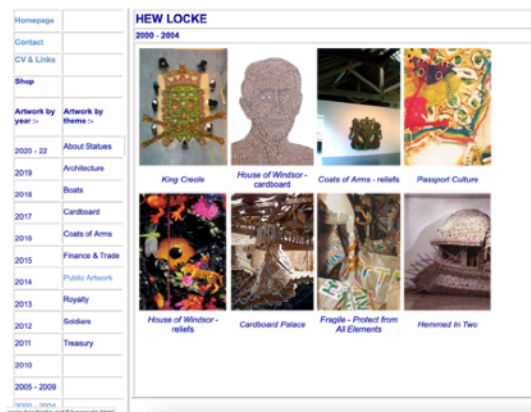 Homepage
Contact
CV & Links
Shop
Artwork by year :-
Artwork by theme :-
2020 - 22
About Statues
2019
Architecture
2018
Boats
2017
Cardboard
2016
Coats of Arms
2015
Finance & Trade
2014
Public Artwork
2013
Royalty
2012
Soldiers
2011
Treasury
2010
2005 - 2009
2000 - 2004
HEW LOCKE
2000 - 2004
King Creole
House of Windsor -
cardboard
Coats of Arms - reliefs
Passport Culture
House of Windsor -
reliefs
Cardboard Palace
Fragile - Protect from
All Elements
Hemmed In Two